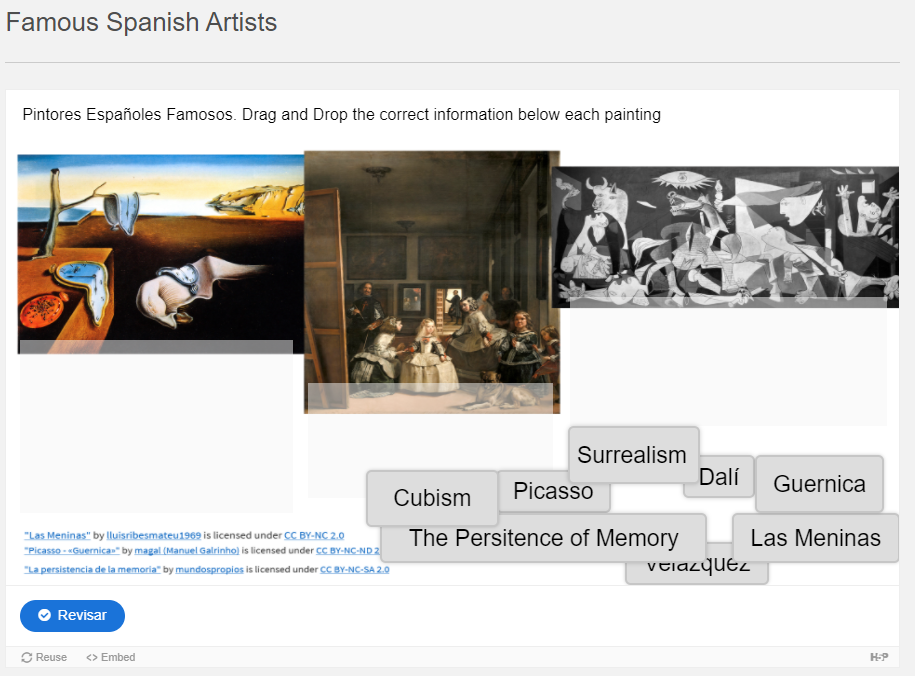 Famous Spanish Artists
Pintores Españoles Famosos. Drag and Drop the correct information below each painting
Surrealism
Dalí
Guernica
Cubism
Picasso
The Persitence of Memory
Las Meninas
Velázquez
"Las Meninas" by lluisribesmateu1969 is licensed under CC BY-NC 2.0
"Picasso - «Guernica»" by magal (Manuel Galrinho) is licensed under CC BY-NC-ND 2
"La persistencia de la memoria" by mundospropios is licensed under CC BY-NC-SA 2.0
Revisar
Reuse
Embed
H5P